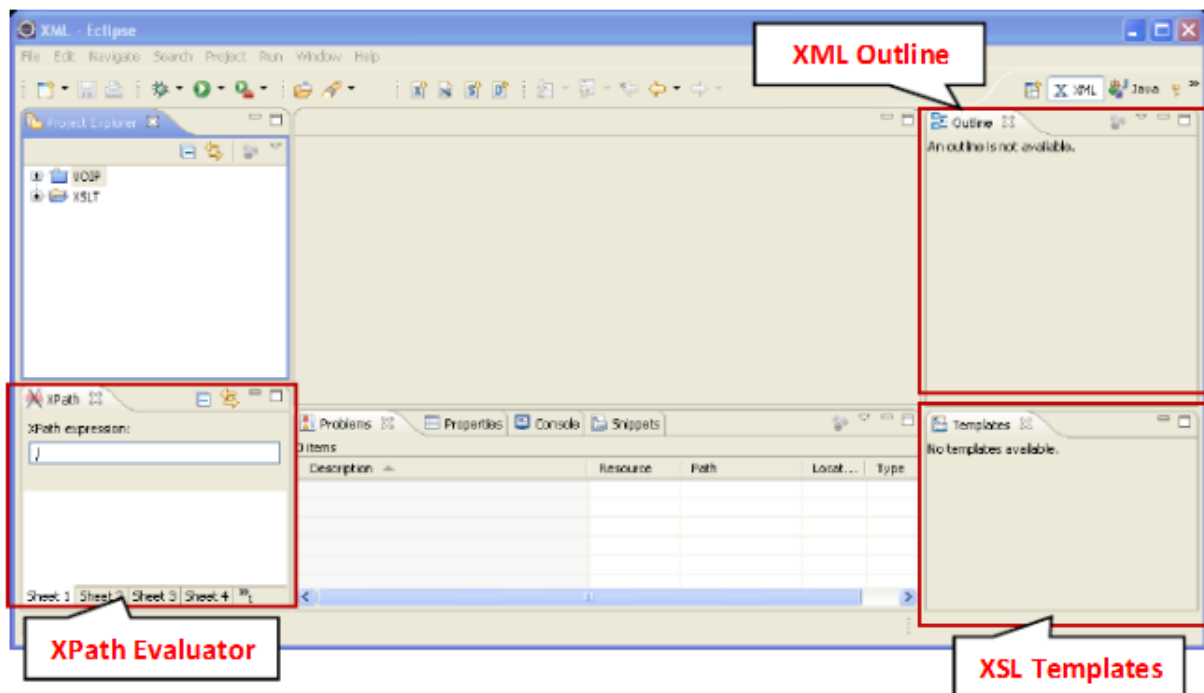 XML - Eclipse
File Edit Navigate Search Project Run Window Help
XML Outline
XML Java
Project Explorer
VOIP
XSLT
Outline
An outline is not available.
XPath
XPath expression:
/
Sheet 1 Sheet 2 Sheet 3 Sheet 4 »1
Problems Properties Console Snippets
0 items
Description Resource Path Locat... Type
Templates
No templates available.
XPath Evaluator
XSL Templates